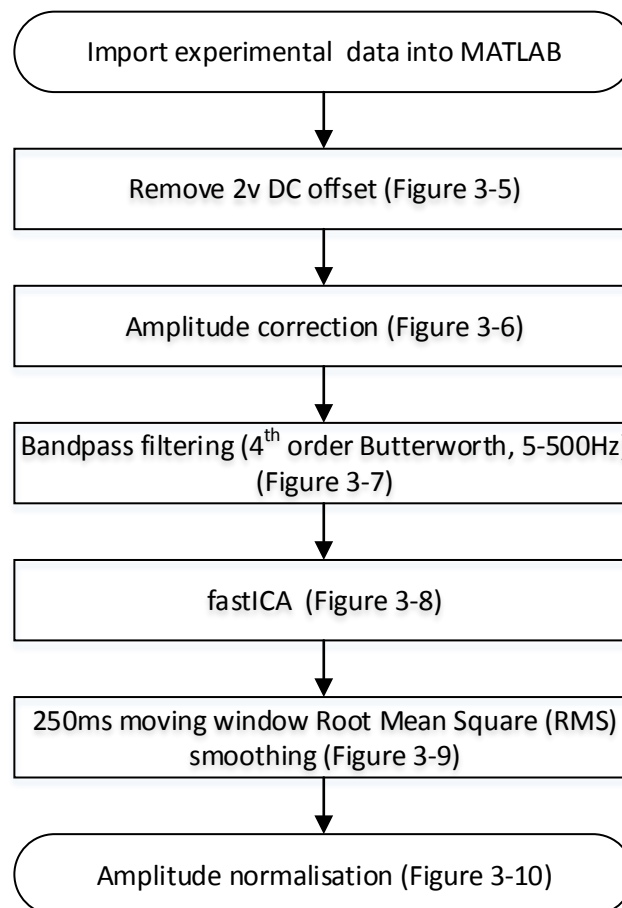 Import experimental data into MATLAB
Remove 2v DC offset (Figure 3-5)
Amplitude correction (Figure 3-6)
Bandpass filtering (4th order Butterworth, 5-500Hz)
(Figure 3-7)
fastICA (Figure 3-8)
250ms moving window Root Mean Square (RMS)
smoothing (Figure 3-9)
Amplitude normalisation (Figure 3-10)